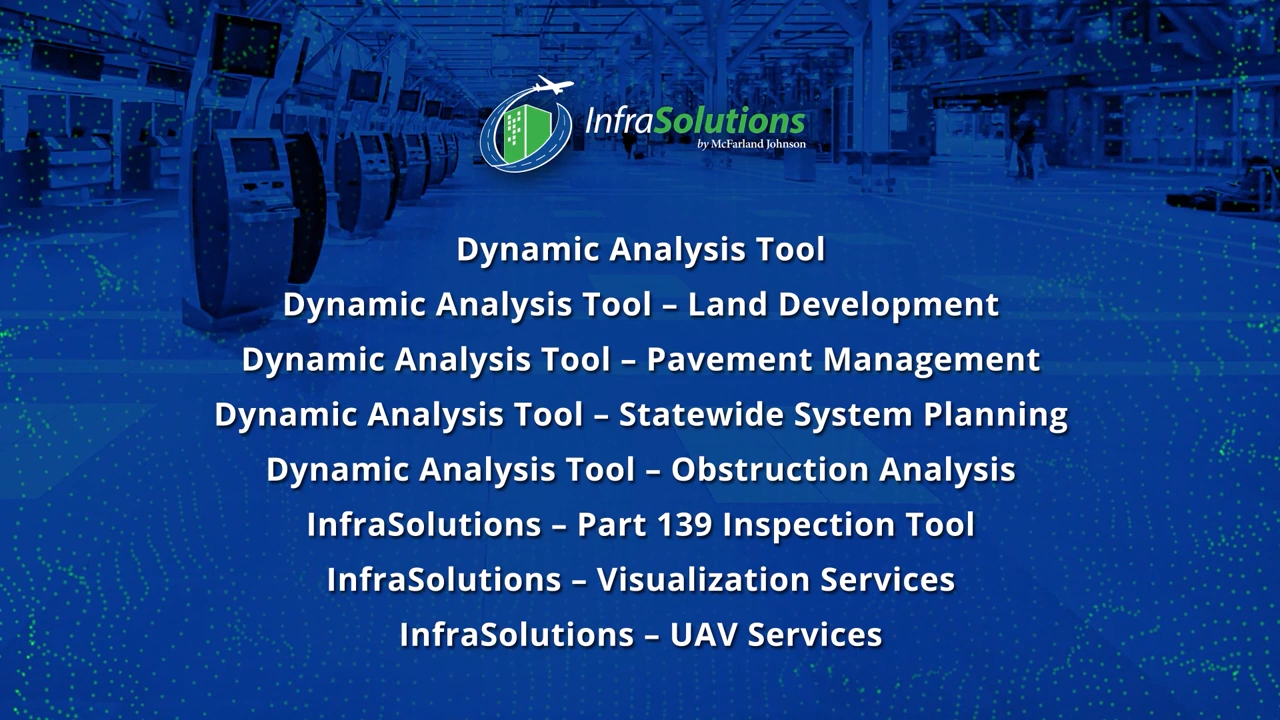 InfraSolutions
by McFarland Johnson
Dynamic Analysis Tool
Dynamic Analysis Tool – Land Development
Dynamic Analysis Tool – Pavement Management
Dynamic Analysis Tool – Statewide System Planning
Dynamic Analysis Tool – Obstruction Analysis
InfraSolutions – Part 139 Inspection Tool
InfraSolutions – Visualization Services
InfraSolutions – UAV Services